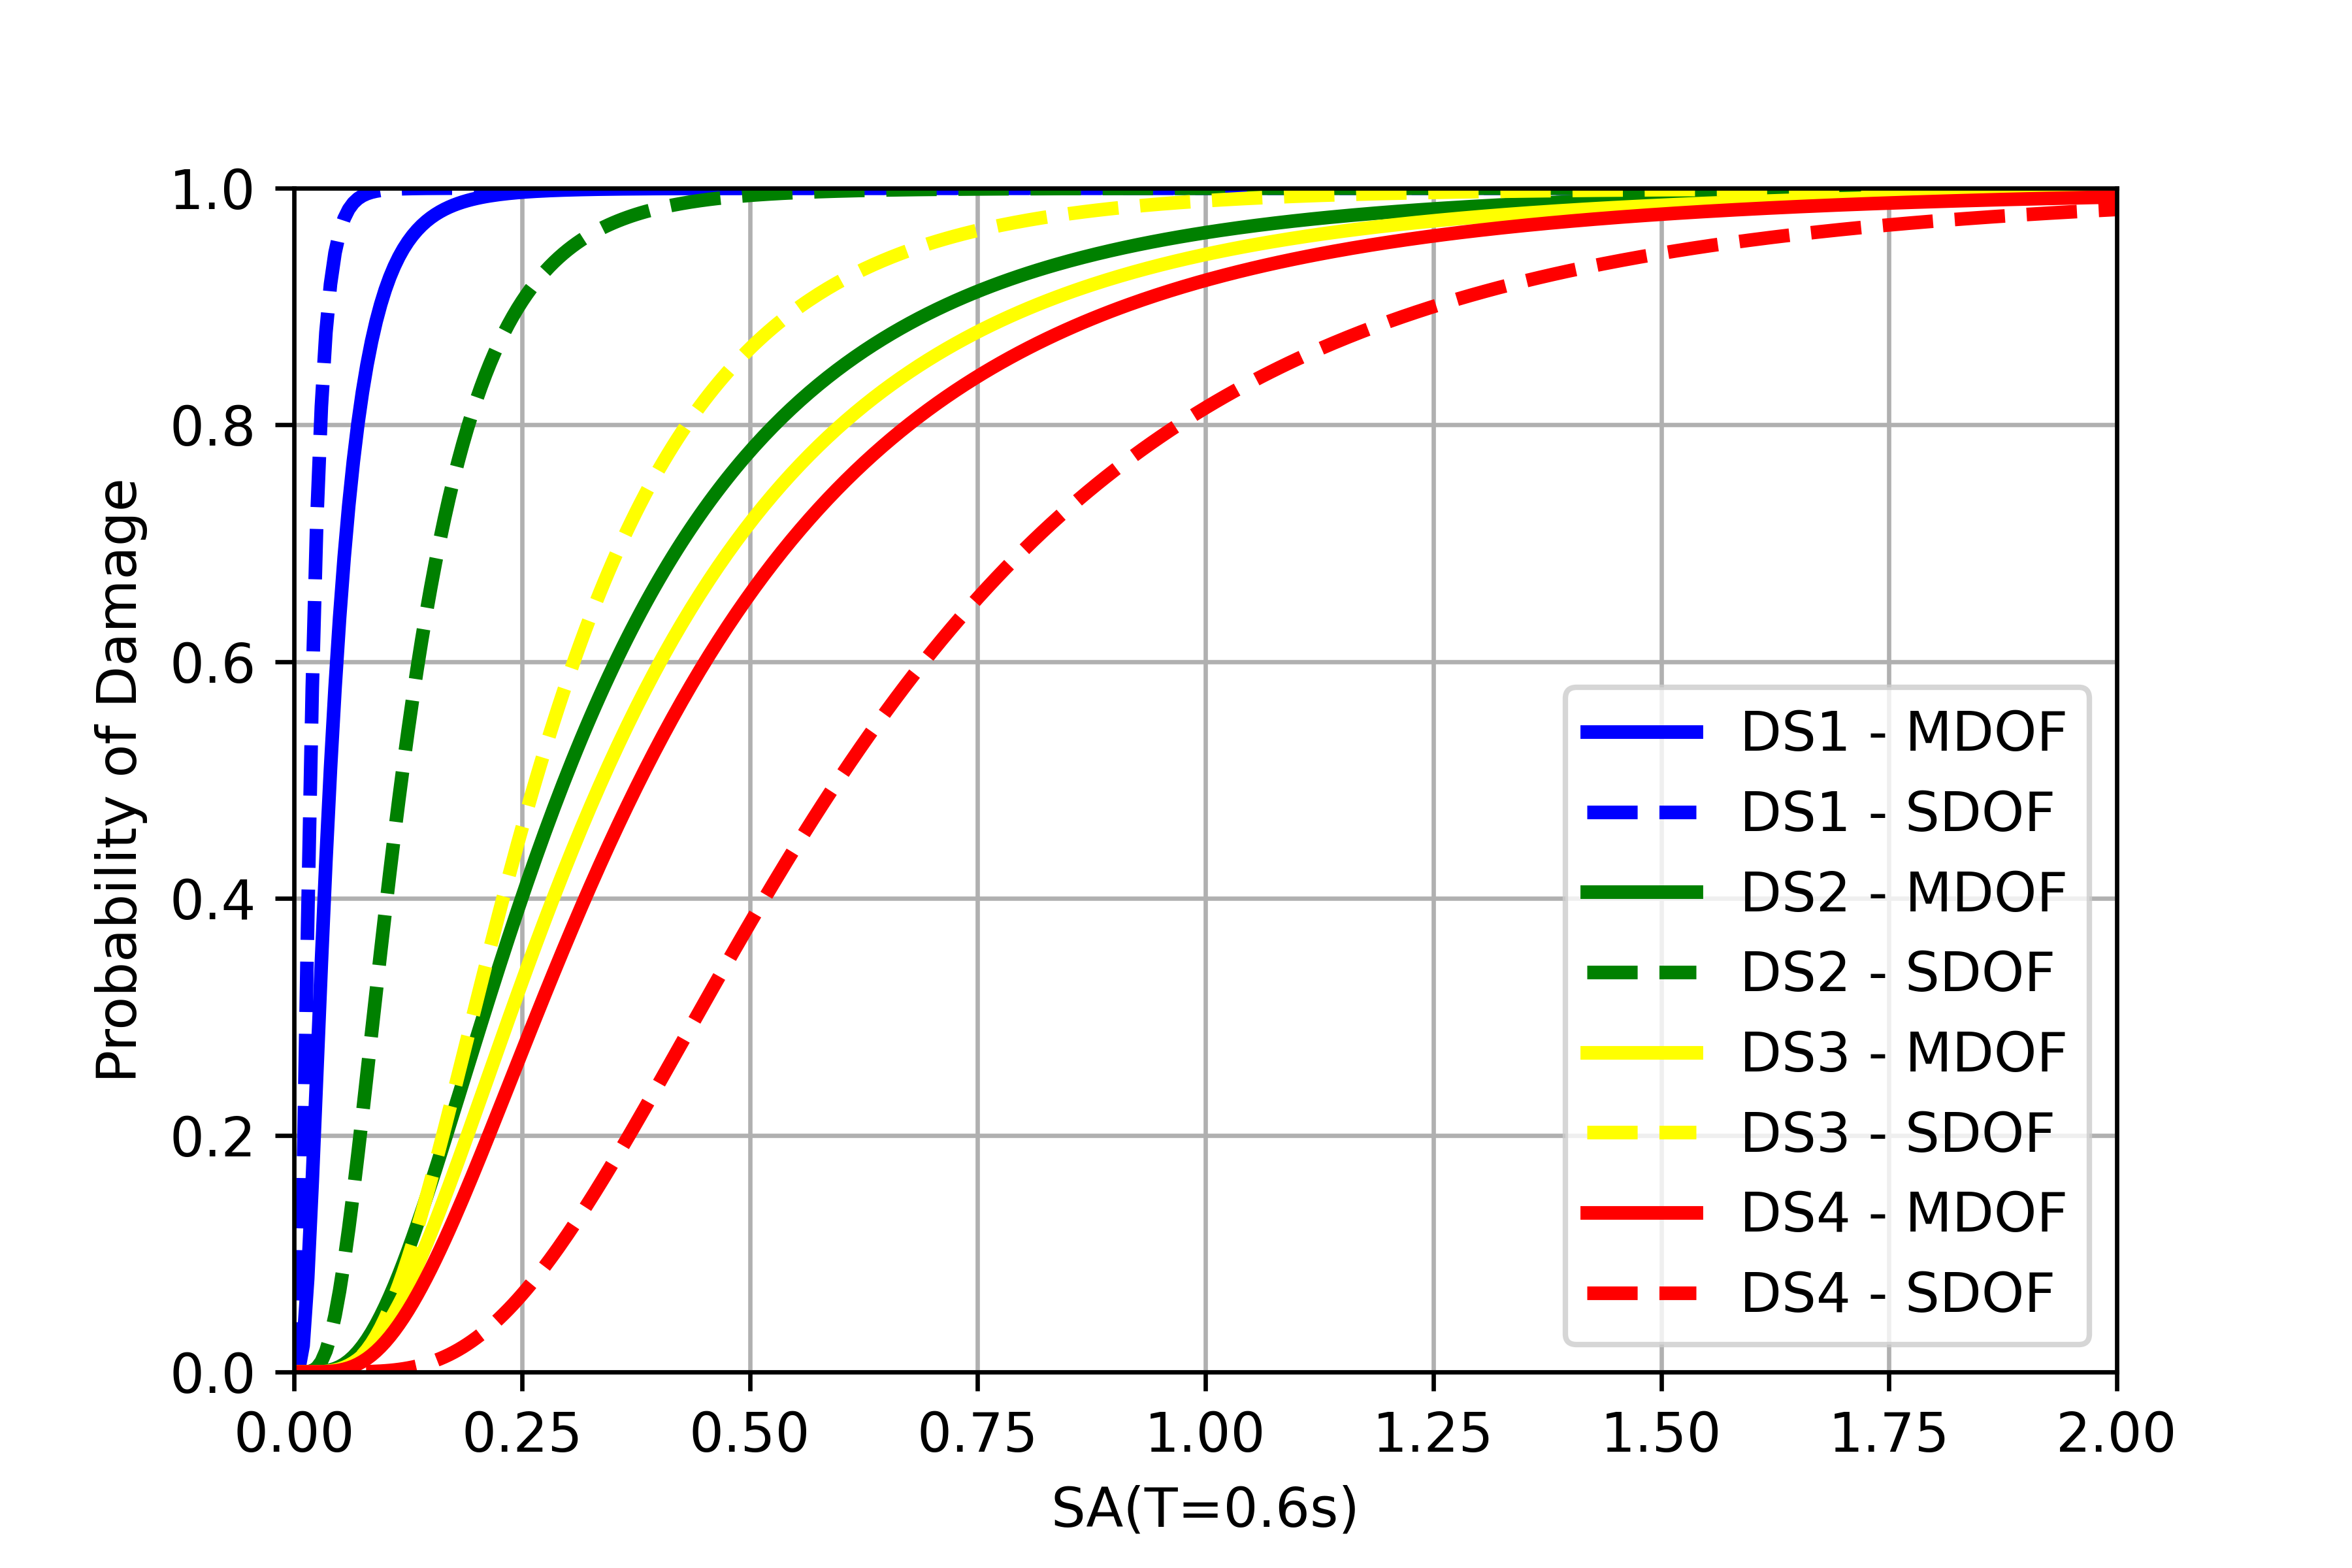 1.0
0.8
0.6
0.4
0.2
0.0
Probability of Damage
0.00 0.25 0.50 0.75 1.00 1.25 1.50 1.75 2.00
SA(T=0.6s)
DS1 - MDOF
DS1 - SDOF
DS2 - MDOF
DS2 - SDOF
DS3 - MDOF
DS3 - SDOF
DS4 - MDOF
DS4 - SDOF